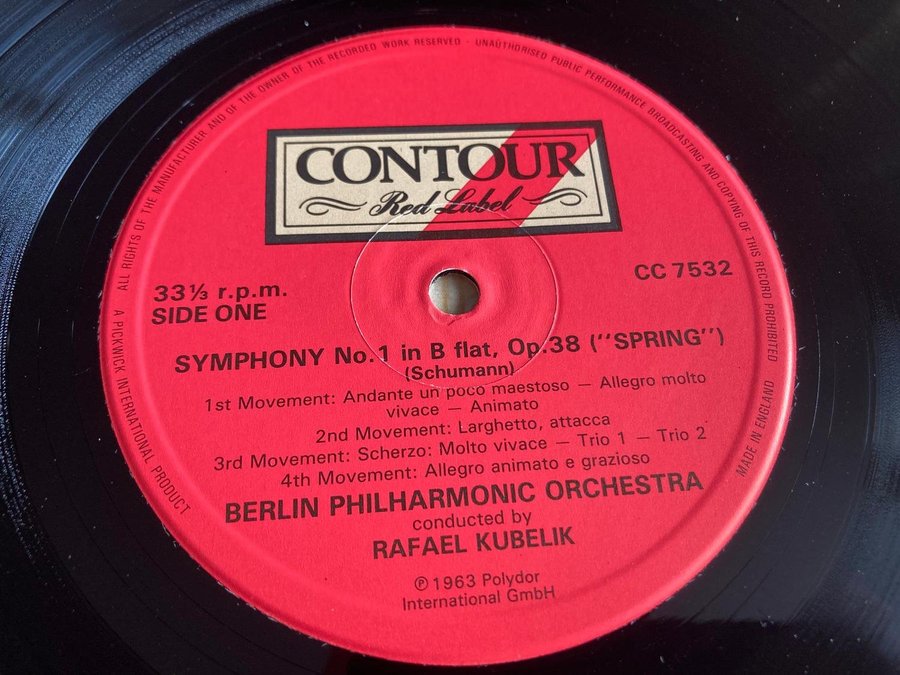 ALL RIGHTS OF THE MANUFACTURER AND OF THE OWNER OF THE RECORDED WORK RESERVED · UNAUTHORISED PUBLIC PERFORMANCE BROADCASTING AND COPYING OF THIS RECORD PROHIBITED
CONTOUR
Red Label
33⅓ r.p.m.
SIDE ONE
CC 7532
SYMPHONY No.1 in B flat, Op.38 ("SPRING")
(Schumann)
1st Movement: Andante un poco maestoso — Allegro molto
vivace — Animato
2nd Movement: Larghetto, attacca
3rd Movement: Scherzo: Molto vivace — Trio 1 — Trio 2
4th Movement: Allegro animato e grazioso
BERLIN PHILHARMONIC ORCHESTRA
conducted by
RAFAEL KUBELIK
℗ 1963 Polydor
International GmbH
A PICKWICK INTERNATIONAL PRODUCT
MADE IN ENGLAND